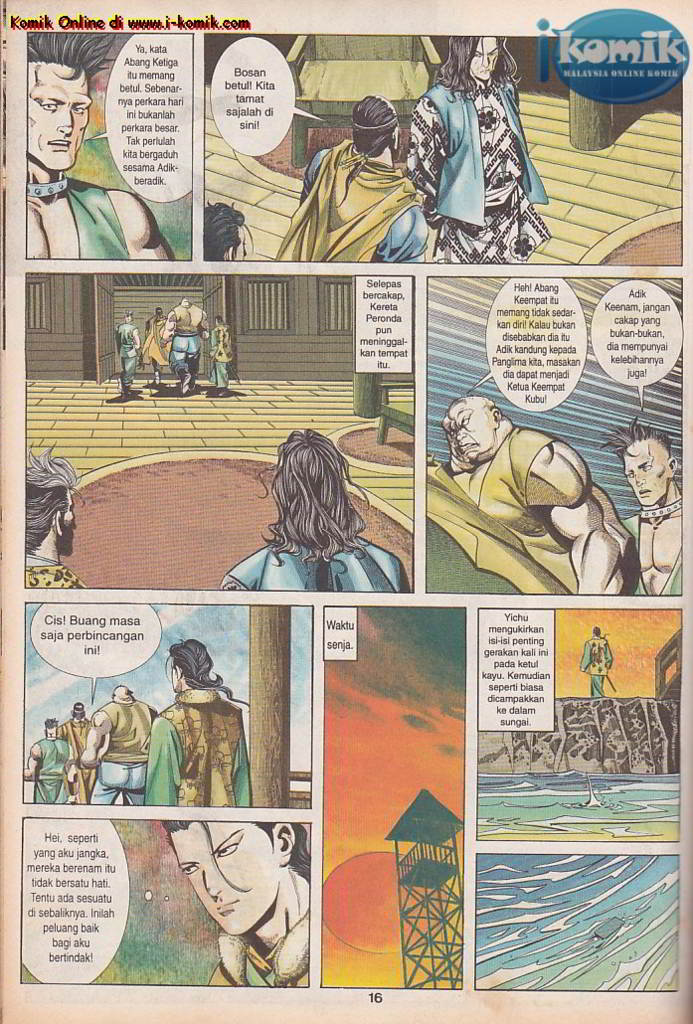 Komik Online di www.i-komik.com
ikomik
MALAYSIA ONLINE KOMIK
Ya, kata
Abang Ketiga
itu memang
betul. Sebenar-
nya perkara hari
ini bukanlah
perkara besar.
Tak perlulah
kita bergaduh
sesama Adik-
beradik.
Bosan
betul! Kita
tamat
sajalah di
sini!
Selepas
bercakap,
Kereta
Peronda
pun
meninggal-
kan tempat
itu.
Heh! Abang
Keempat itu
memang tidak sedar-
kan diri! Kalau bukan
disebabkan dia itu
Adik kandung kepada
Panglima kita, masakan
dia dapat menjadi
Ketua Keempat
Kubu!
Adik
Keenam, jangan
cakap yang
bukan-bukan,
dia mempunyai
kelebihannya
juga!
Cis! Buang masa
saja perbincangan
ini!
Hei, seperti
yang aku jangka,
mereka berenam itu
tidak bersatu hati.
Tentu ada sesuatu
di sebaliknya. Inilah
peluang baik
bagi aku
bertindak!
Waktu
senja.
Yichu
mengukirkan
isi-isi penting
gerakan kali ini
pada ketul
kayu. Kemudian
seperti biasa
dicampakkan
ke dalam
sungai.
16